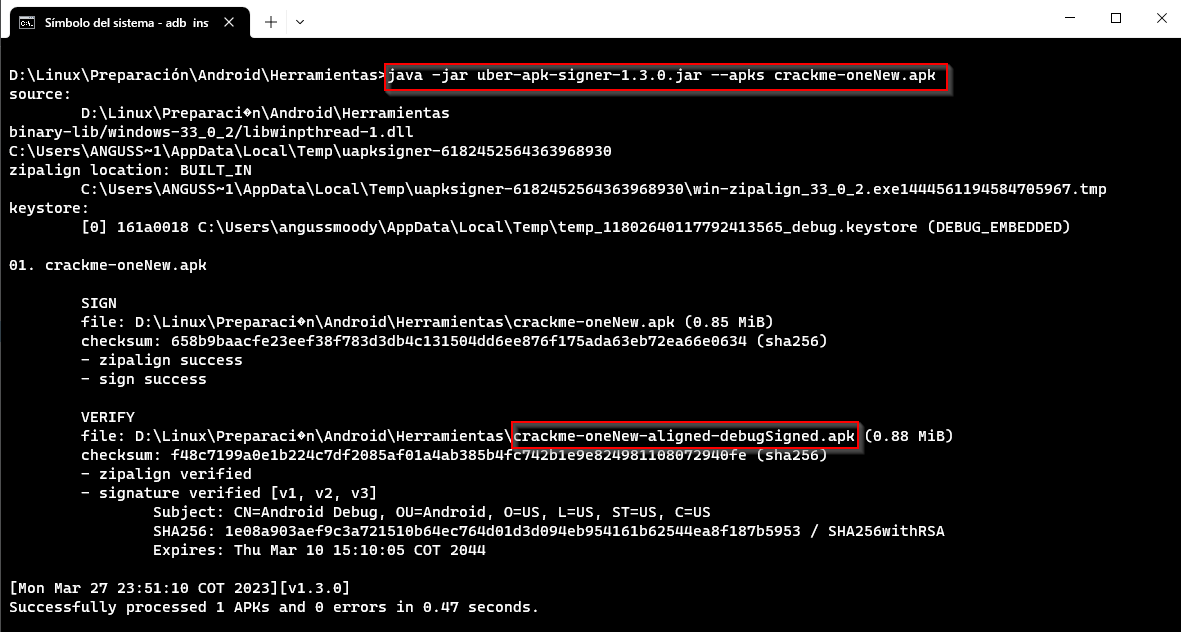 Símbolo del sistema - adb ins
D:\Linux\Preparación\Android\Herramientas>java -jar uber-apk-signer-1.3.0.jar --apks crackme-oneNew.apk
source:
D:\Linux\Preparaci�n\Android\Herramientas
binary-lib/windows-33_0_2/libwinpthread-1.dll
C:\Users\ANGUSS~1\AppData\Local\Temp\uapksigner-6182452564363968930
zipalign location: BUILT_IN
C:\Users\ANGUSS~1\AppData\Local\Temp\uapksigner-6182452564363968930\win-zipalign_33_0_2.exe1444561194584705967.tmp
keystore:
[0] 161a0018 C:\Users\angussmoody\AppData\Local\Temp\temp_11802640117792413565_debug.keystore (DEBUG_EMBEDDED)
01. crackme-oneNew.apk
SIGN
file: D:\Linux\Preparaci�n\Android\Herramientas\crackme-oneNew.apk (0.85 MiB)
checksum: 658b9baacfe23eef38f783d3db4c131504dd6ee876f175ada63eb72ea66e0634 (sha256)
- zipalign success
- sign success
VERIFY
file: D:\Linux\Preparaci�n\Android\Herramientas\crackme-oneNew-aligned-debugSigned.apk (0.88 MiB)
checksum: f48c7199a0e1b224c7df2085af01a4ab385b4fc742b1e9e824981108072940fe (sha256)
- zipalign verified
- signature verified [v1, v2, v3]
Subject: CN=Android Debug, OU=Android, O=US, L=US, ST=US, C=US
SHA256: 1e08a903aef9c3a721510b64ec764d01d3d094eb954161b62544ea8f187b5953 / SHA256withRSA
Expires: Thu Mar 10 15:10:05 COT 2044
[Mon Mar 27 23:51:10 COT 2023][v1.3.0]
Successfully processed 1 APKs and 0 errors in 0.47 seconds.